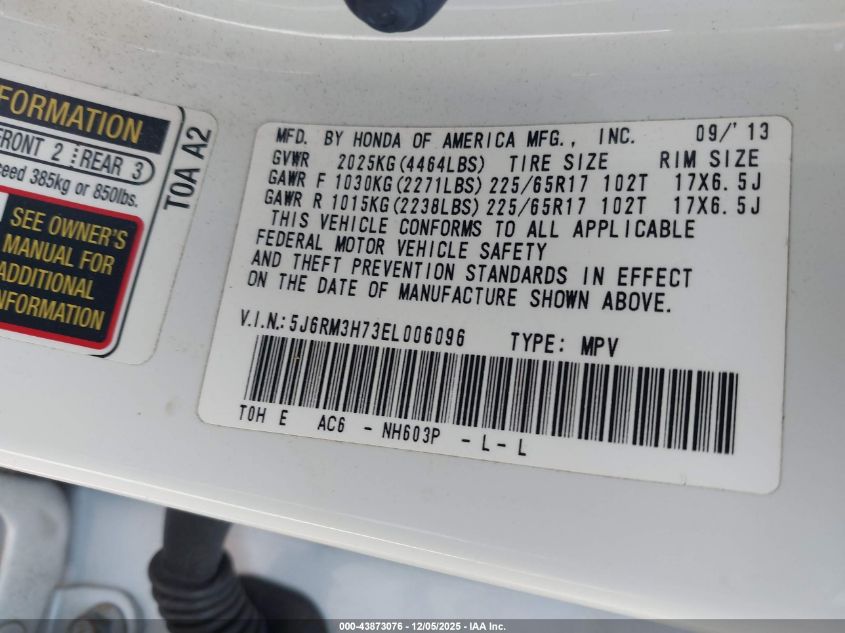 FORMATION
FRONT 2 REAR 3
ceed 385kg or 850lbs.
SEE OWNER'S
MANUAL FOR
ADDITIONAL
INFORMATION
T0A A2
MFD. BY HONDA OF AMERICA MFG., INC. 09/'13
GVWR 2025KG(4464LBS) TIRE SIZE RIM SIZE
GAWR F 1030KG(2271LBS) 225/65R17 102T 17X6.5J
GAWR R 1015KG(2238LBS) 225/65R17 102T 17X6.5J
THIS VEHICLE CONFORMS TO ALL APPLICABLE
FEDERAL MOTOR VEHICLE SAFETY
AND THEFT PREVENTION STANDARDS IN EFFECT
ON THE DATE OF MANUFACTURE SHOWN ABOVE.
V.I.N.: 5J6RM3H73EL006096 TYPE: MPV
T0H E AC6 - NH603P - L - L
000-43873076 - 12/05/2025 - IAA Inc.